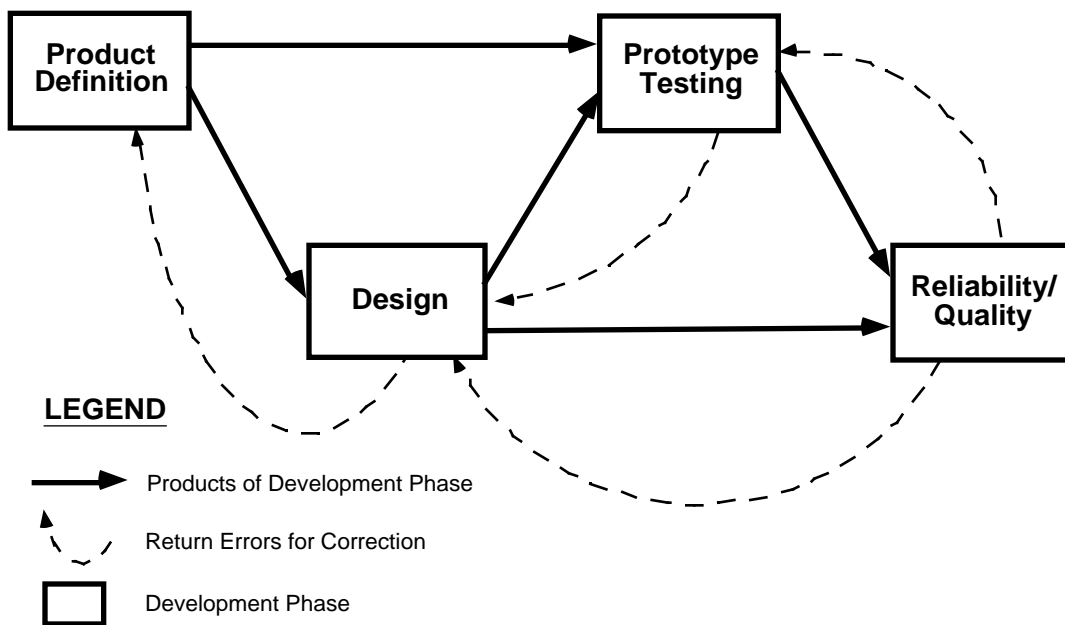 Product
Definition
Prototype
Testing
Design
Reliability/
Quality
LEGEND
Products of Development Phase
Return Errors for Correction
Development Phase